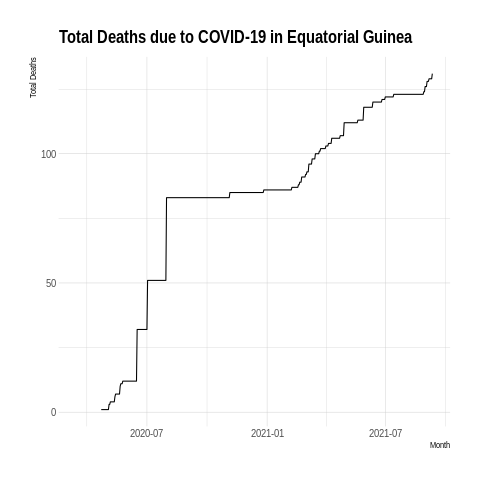 Total Deaths due to COVID-19 in Equatorial Guinea
Total Deaths
100
50
0
2020-07
2021-01
2021-07
Month